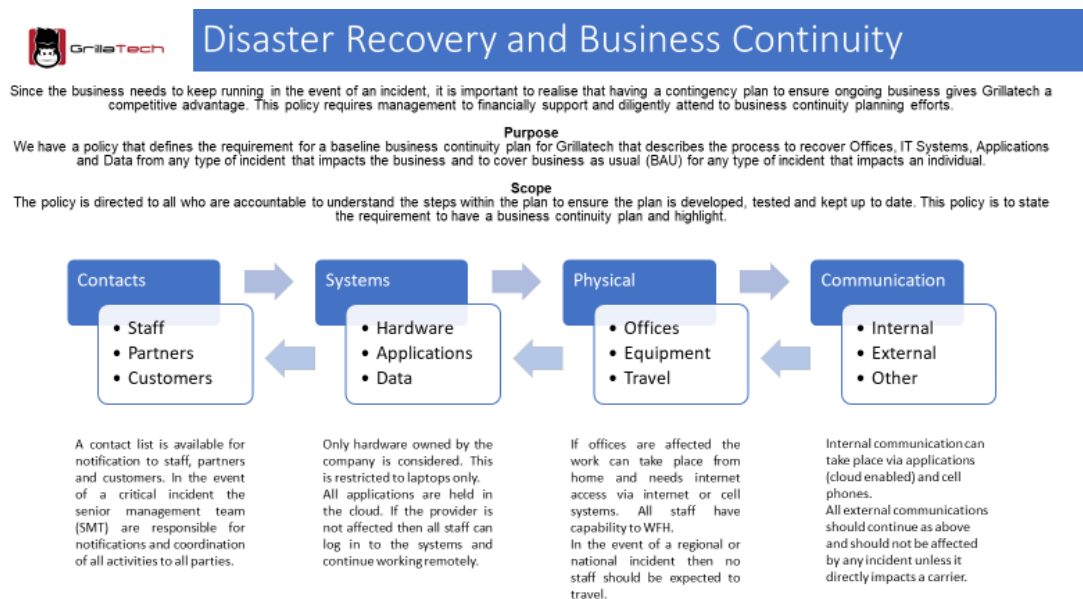 GrillaTech
Disaster Recovery and Business Continuity
Since the business needs to keep running in the event of an incident, it is important to realise that having a contingency plan to ensure ongoing business gives Grillatech a
competitive advantage. This policy requires management to financially support and diligently attend to business continuity planning efforts.
Purpose
We have a policy that defines the requirement for a baseline business continuity plan for Grillatech that describes the process to recover Offices, IT Systems, Applications
and Data from any type of incident that impacts the business and to cover business as usual (BAU) for any type of incident that impacts an individual.
Scope
The policy is directed to all who are accountable to understand the steps within the plan to ensure the plan is developed, tested and kept up to date. This policy is to state
the requirement to have a business continuity plan and highlight.
Contacts
• Staff
• Partners
• Customers
A contact list is available for
notification to staff, partners
and customers. In the event
of a critical incident the
senior management team
(SMT) are responsible for
notifications and coordination
of all activities to all parties.
Systems
• Hardware
• Applications
• Data
Only hardware owned by the
company is considered. This
is restricted to laptops only.
All applications are held in
the cloud. If the provider is
not affected then all staff can
log in to the systems and
continue working remotely.
Physical
• Offices
• Equipment
• Travel
If offices are affected the
work can take place from
home and needs internet
access via internet or cell
systems. All staff have
capability to WFH.
In the event of a regional or
national incident then no
staff should be expected to
travel.
Communication
• Internal
• External
• Other
Internal communication can
take place via applications
(cloud enabled) and cell
phones.
All external communications
should continue as above
and should not be affected
by any incident unless it
directly impacts a carrier.